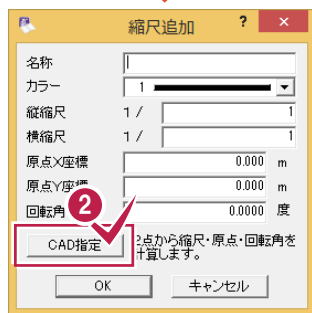 縮尺追加 ? ×
名称
カラー 1
縦縮尺 1 / 1
横縮尺 1 / 1
原点X座標 0.000 m
原点Y座標 0.000 m
回転角 0.0000 度
2
CAD指定 2点から縮尺・原点・回転角を
計算します。
OK キャンセル